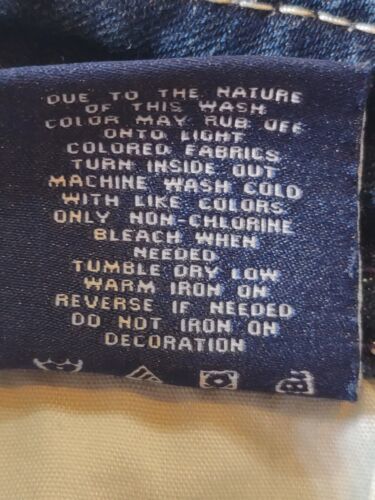 DUE TO THE NATURE
OF THIS WASH
COLOR MAY RUB OFF
ONTO LIGHT
COLORED FABRICS
TURN INSIDE OUT
MACHINE WASH COLD
WITH LIKE COLORS
ONLY NON-CHLORINE
BLEACH WHEN
NEEDED
TUMBLE DRY LOW
WARM IRON ON
REVERSE IF NEEDED
DO NOT IRON ON
DECORATION